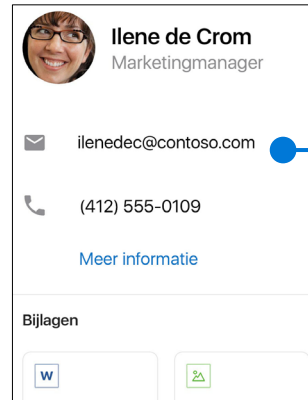 Ilene de Crom
Marketingmanager
ilenedec@contoso.com
(412) 555-0109
Meer informatie
Bijlagen
W